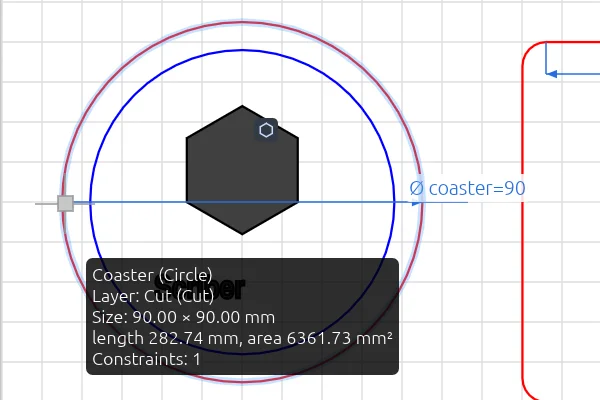 Ø coaster=90
Coaster (Circle)
Layer: Cut (Cut)
Size: 90.00 × 90.00 mm
length 282.74 mm, area 6361.73 mm²
Constraints: 1